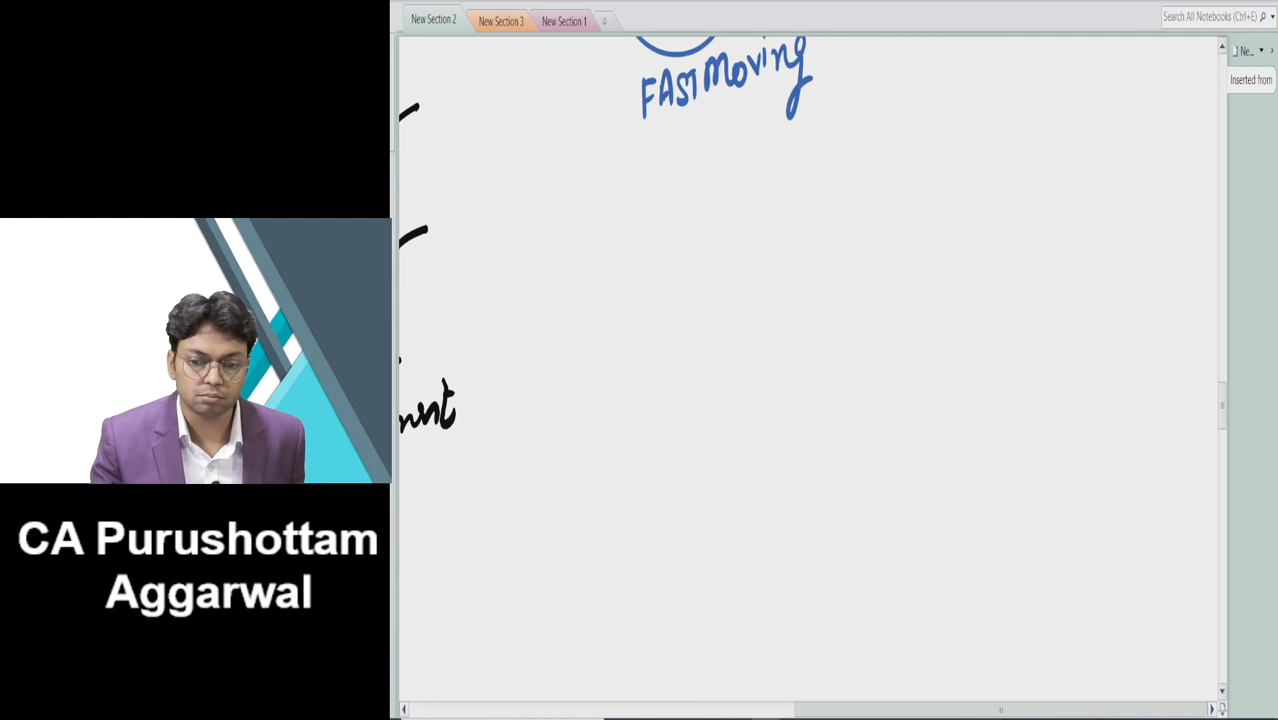 New Section 2
New Section 3
New Section 1
Search All Notebooks (Ctrl+E)
Ne...
Inserted from
FAST Moving
CA Purushottam
Aggarwal